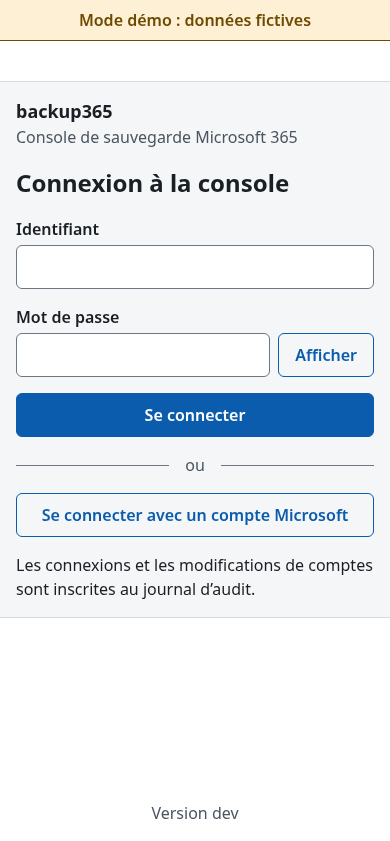 Mode démo : données fictives
backup365
Console de sauvegarde Microsoft 365
Connexion à la console
Identifiant
Mot de passe
Afficher
Se connecter
ou
Se connecter avec un compte Microsoft
Les connexions et les modifications de comptes
sont inscrites au journal d’audit.
Version dev